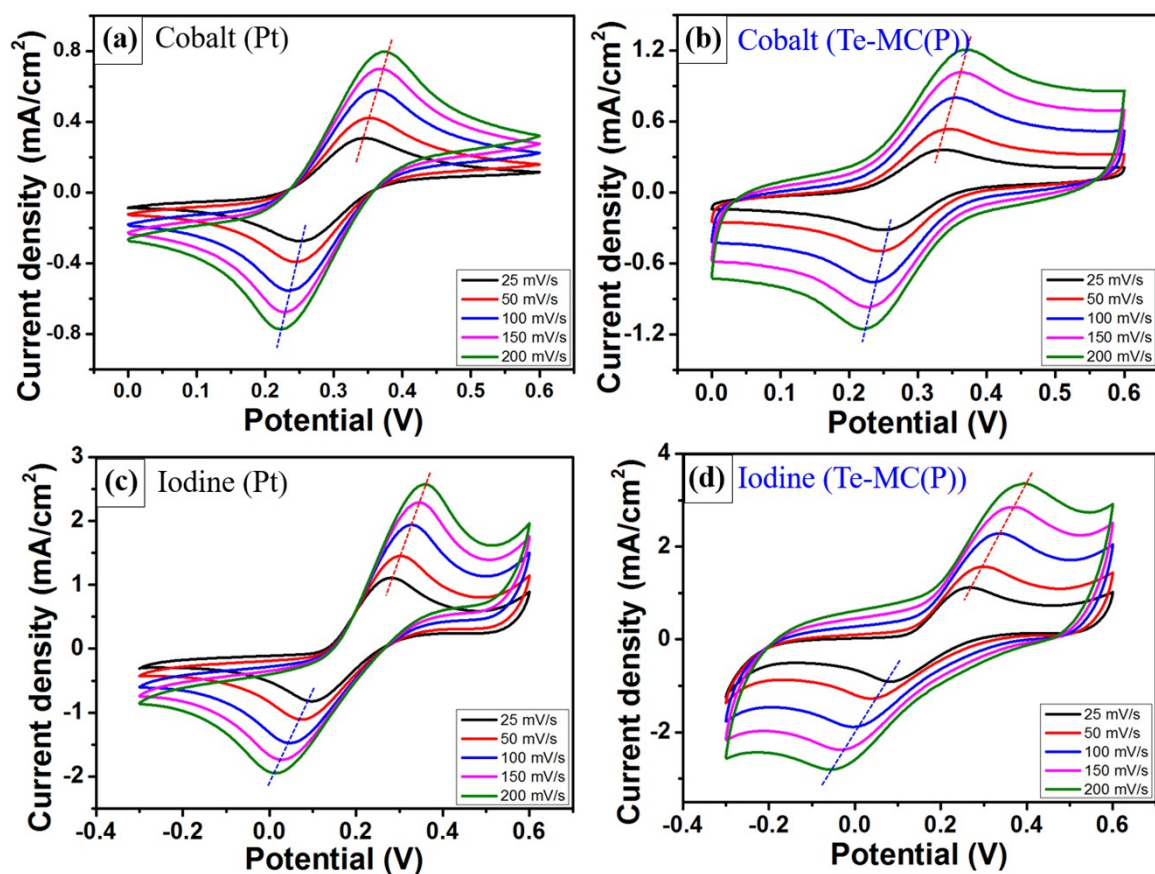 (a) Cobalt (Pt)
Current density (mA/cm²)
0.8
0.4
0.0
-0.4
-0.8
25 mV/s
50 mV/s
100 mV/s
150 mV/s
200 mV/s
0.0 0.1 0.2 0.3 0.4 0.5 0.6
Potential (V)
(b) Cobalt (Te-MC(P))
Current density (mA/cm²)
1.2
0.6
0.0
-0.6
-1.2
25 mV/s
50 mV/s
100 mV/s
150 mV/s
200 mV/s
0.0 0.1 0.2 0.3 0.4 0.5 0.6
Potential (V)
(c) Iodine (Pt)
Current density (mA/cm²)
3
2
1
0
-1
-2
25 mV/s
50 mV/s
100 mV/s
150 mV/s
200 mV/s
-0.4 -0.2 0.0 0.2 0.4 0.6
Potential (V)
(d) Iodine (Te-MC(P))
Current density (mA/cm²)
4
2
0
-2
25 mV/s
50 mV/s
100 mV/s
150 mV/s
200 mV/s
-0.4 -0.2 0.0 0.2 0.4 0.6
Potential (V)